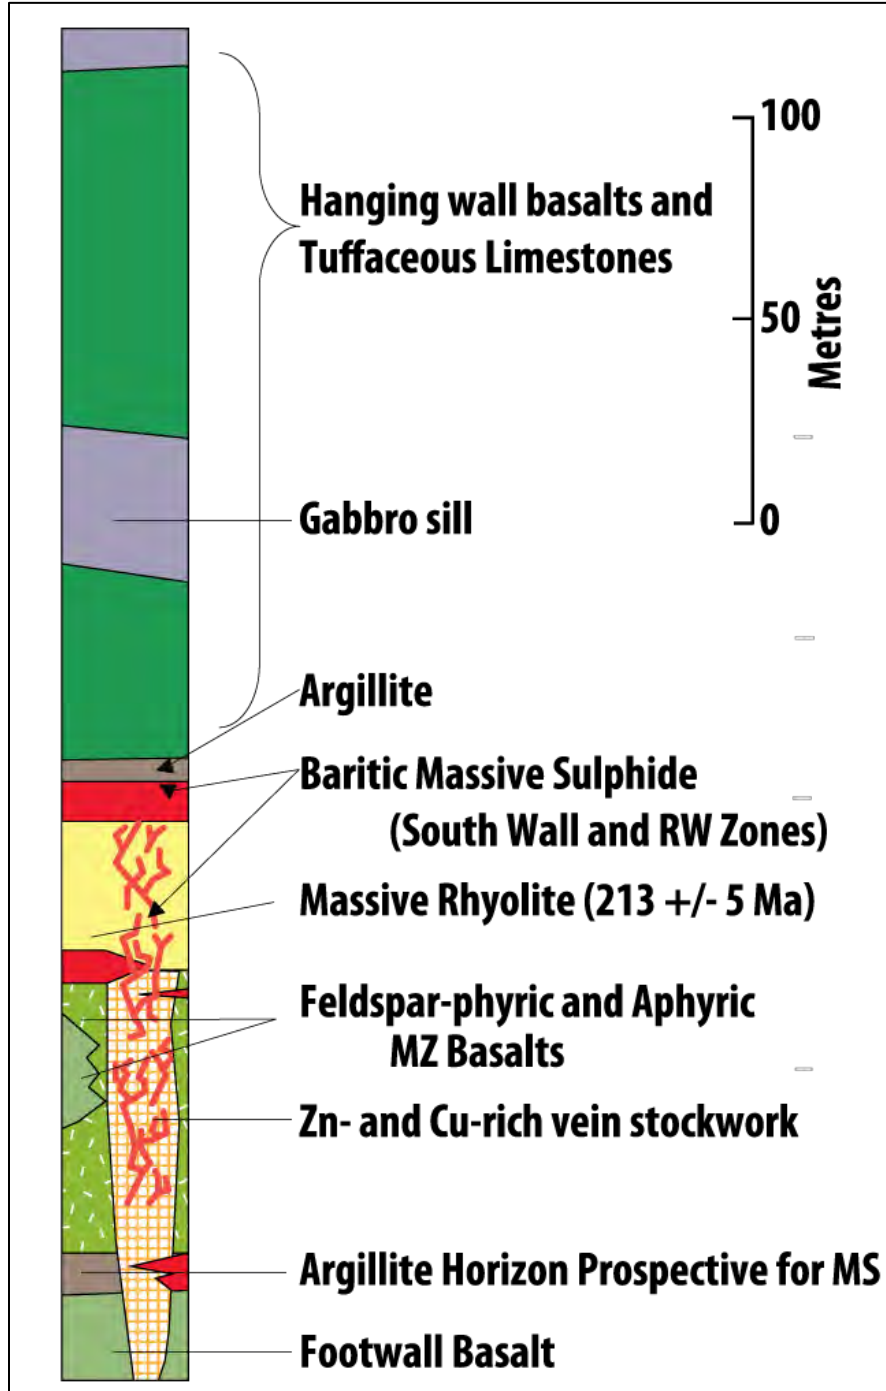 100
Hanging wall basalts and
Tuffaceous Limestones
50
Metres
Gabbro sill
0
Argillite
Baritic Massive Sulphide
(South Wall and RW Zones)
Massive Rhyolite (213 +/- 5 Ma)
Feldspar-phyric and Aphyric
MZ Basalts
Zn- and Cu-rich vein stockwork
Argillite Horizon Prospective for MS
Footwall Basalt